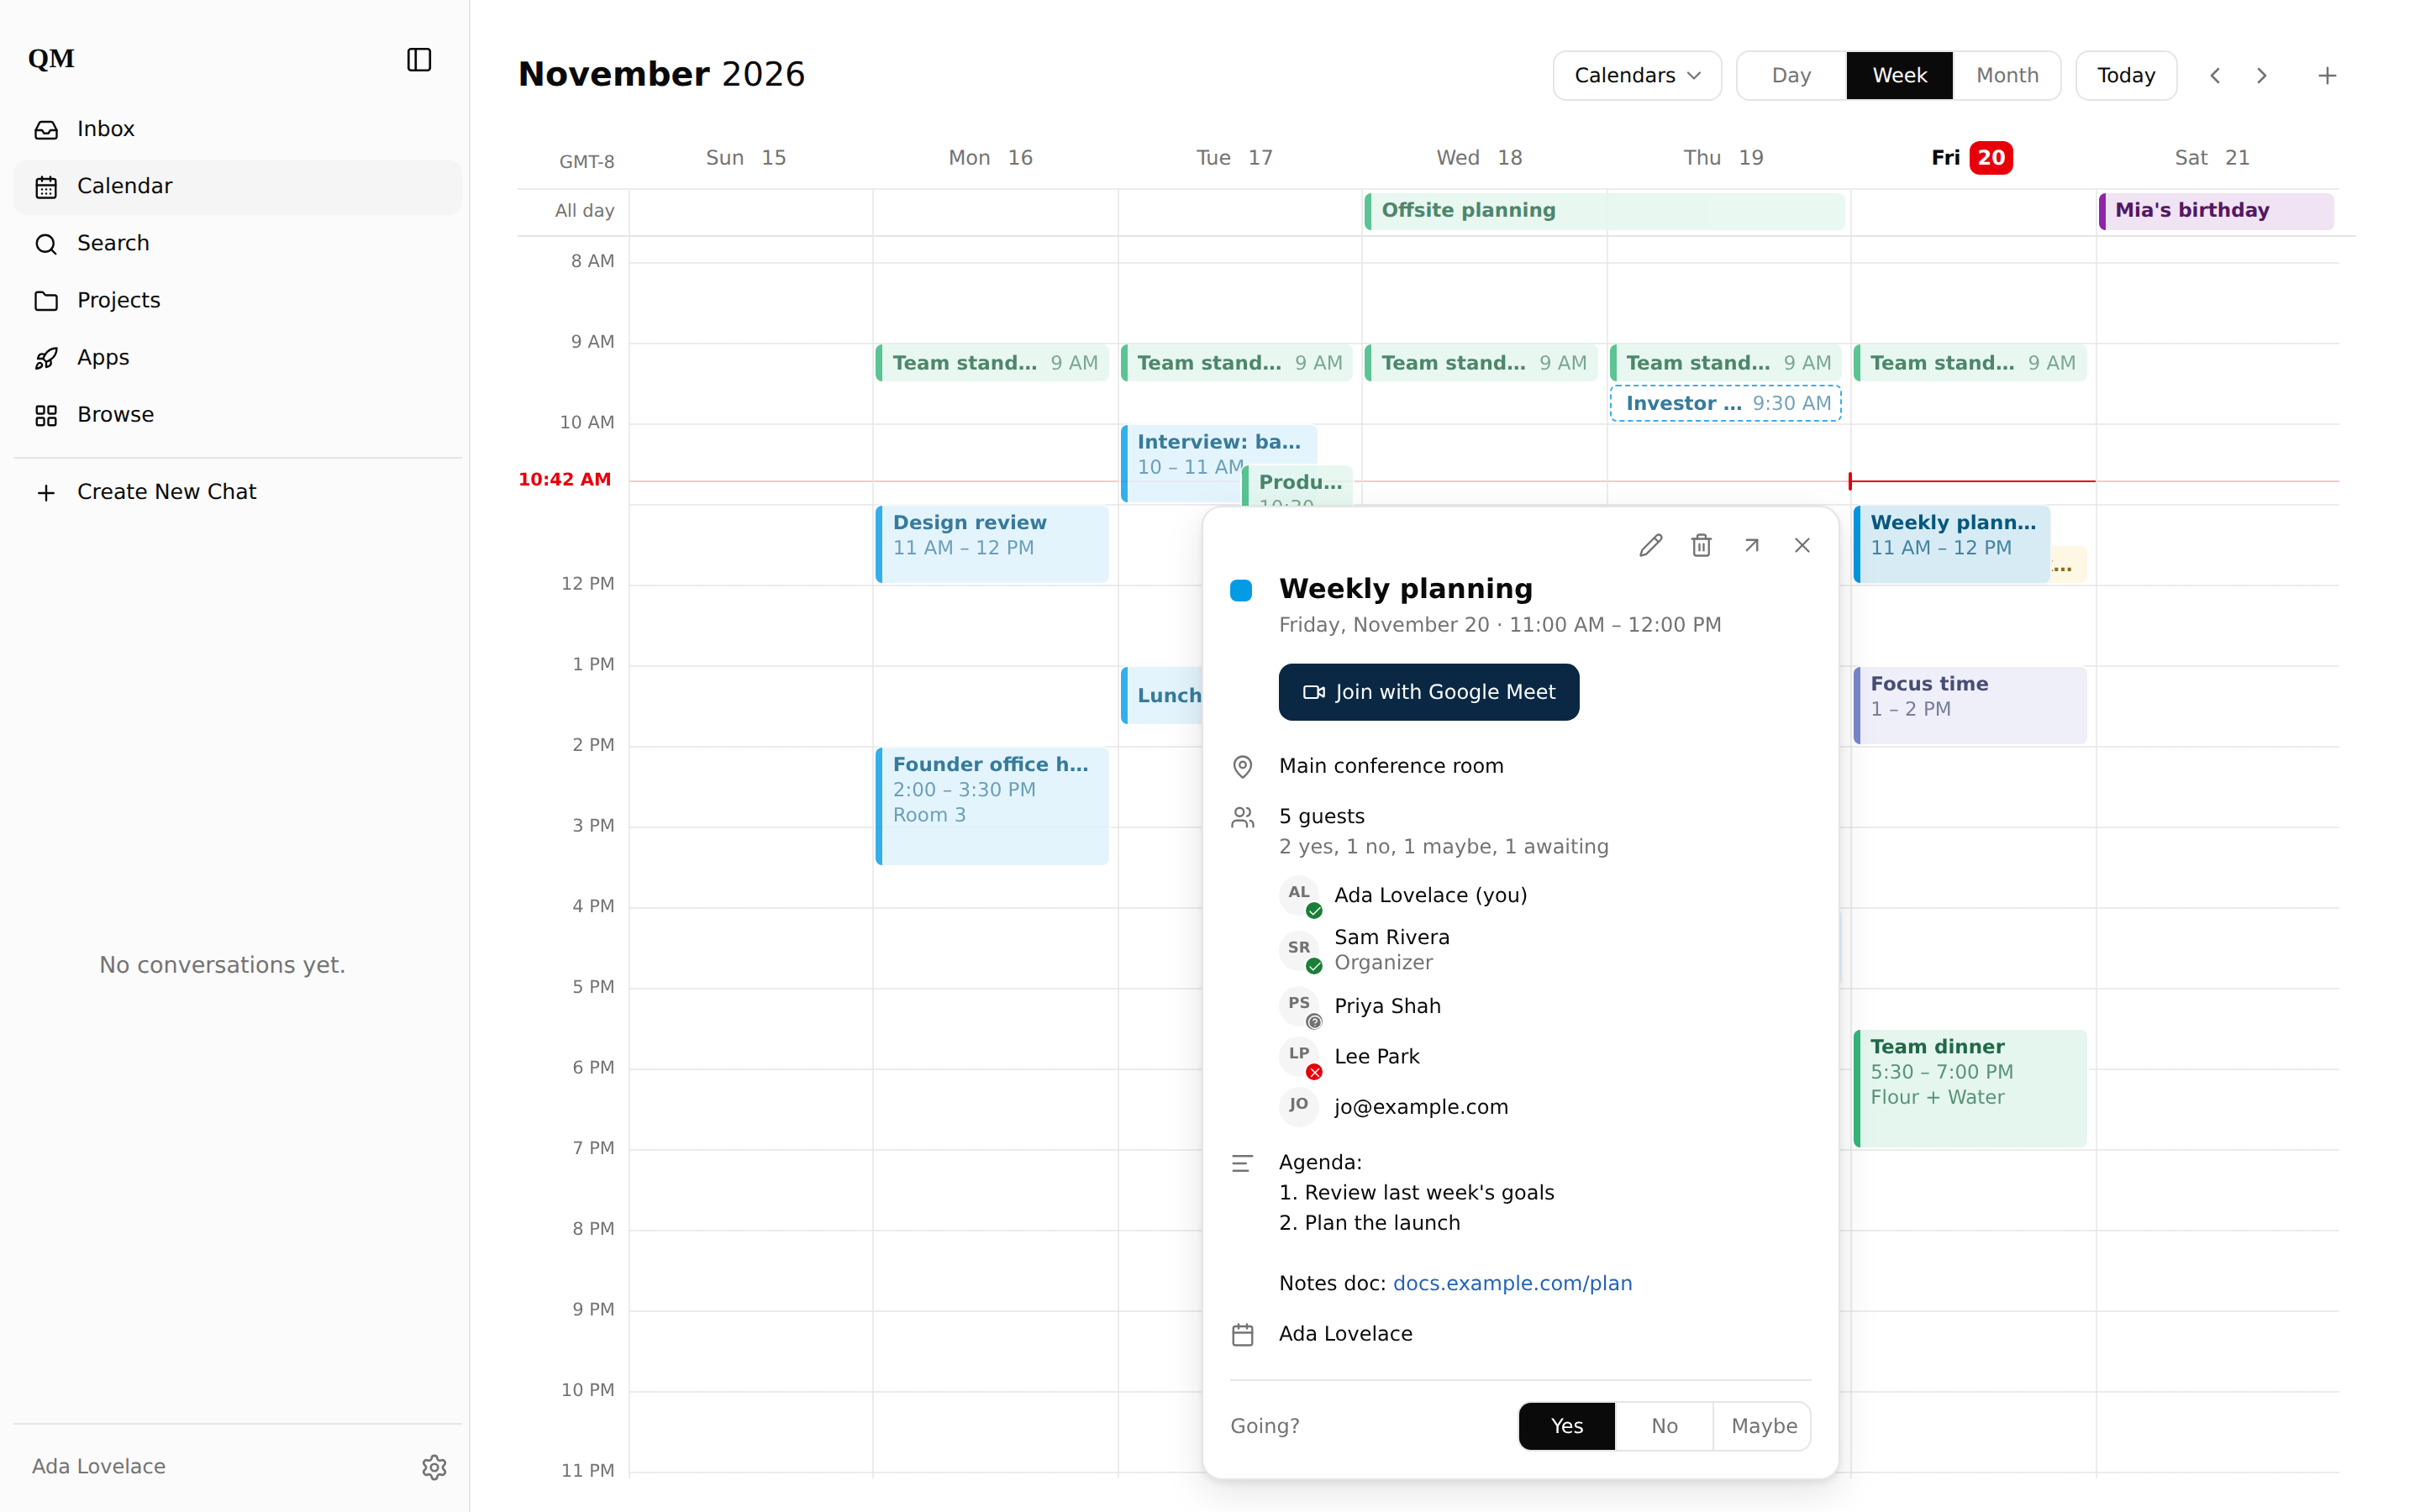 QM
Inbox
Calendar
Search
Projects
Apps
Browse
Create New Chat
No conversations yet.
Ada Lovelace
November 2026
Calendars
Day
Week
Month
Today
GMT-8
Sun 15
Mon 16
Tue 17
Wed 18
Thu 19
Fri 20
Sat 21
All day
Offsite planning
Mia's birthday
8 AM
9 AM
Team stand... 9 AM
Team stand... 9 AM
Team stand... 9 AM
Team stand... 9 AM
Team stand... 9 AM
Investor ... 9:30 AM
10 AM
Interview: ba...
10 – 11 AM
10:42 AM
Produ...
10:30
Design review
11 AM – 12 PM
Weekly plann...
11 AM – 12 PM
12 PM
1 PM
Lunch
Focus time
1 – 2 PM
2 PM
Founder office h...
2:00 – 3:30 PM
Room 3
3 PM
4 PM
5 PM
Team dinner
5:30 – 7:00 PM
Flour + Water
6 PM
7 PM
8 PM
9 PM
10 PM
11 PM
Weekly planning
Friday, November 20 · 11:00 AM – 12:00 PM
Join with Google Meet
Main conference room
5 guests
2 yes, 1 no, 1 maybe, 1 awaiting
AL Ada Lovelace (you)
SR Sam Rivera
Organizer
PS Priya Shah
LP Lee Park
JO jo@example.com
Agenda:
1. Review last week's goals
2. Plan the launch
Notes doc: docs.example.com/plan
Ada Lovelace
Going?
Yes
No
Maybe